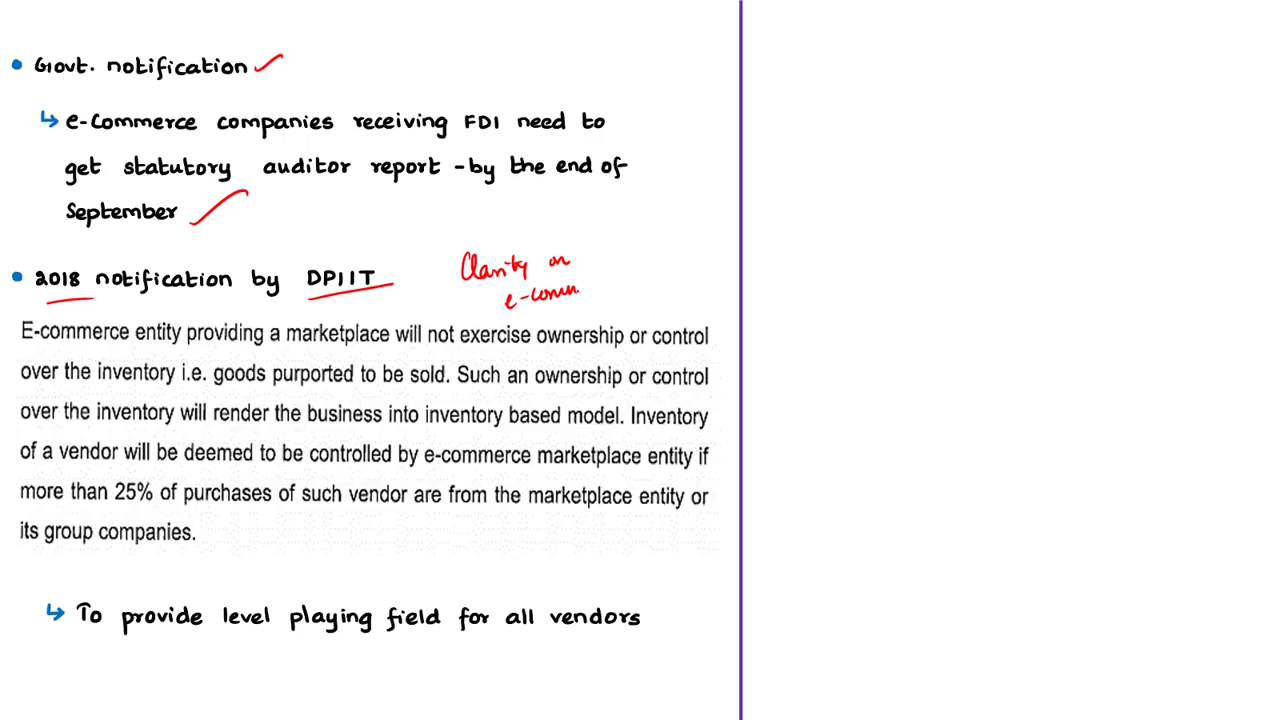 • Govt. notification
↳ e-Commerce companies receiving FDI need to
get statutory auditor report - by the end of
September
• 2018 notification by DPIIT
Clarity on
e-comm
E-commerce entity providing a marketplace will not exercise ownership or control
over the inventory i.e. goods purported to be sold. Such an ownership or control
over the inventory will render the business into inventory based model. Inventory
of a vendor will be deemed to be controlled by e-commerce marketplace entity if
more than 25% of purchases of such vendor are from the marketplace entity or
its group companies.
↳ To provide level playing field for all vendors